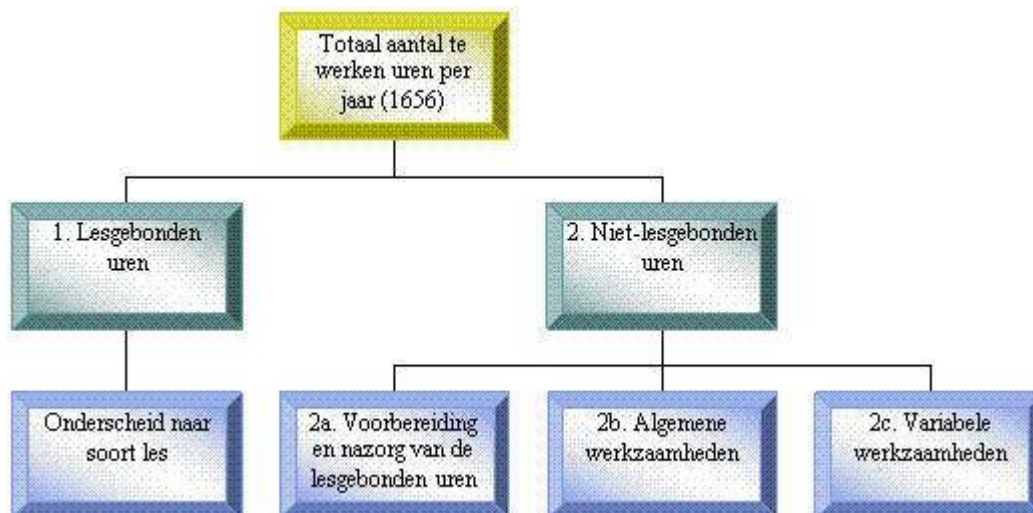 Totaal aantal te
werken uren per
jaar (1656)
1. Lesgebonden
uren
2. Niet-lesgebonden
uren
Onderscheid naar
soort les
2a. Voorbereiding
en nazorg van de
lesgebonden uren
2b. Algemene
werkzaamheden
2c. Variabele
werkzaamheden